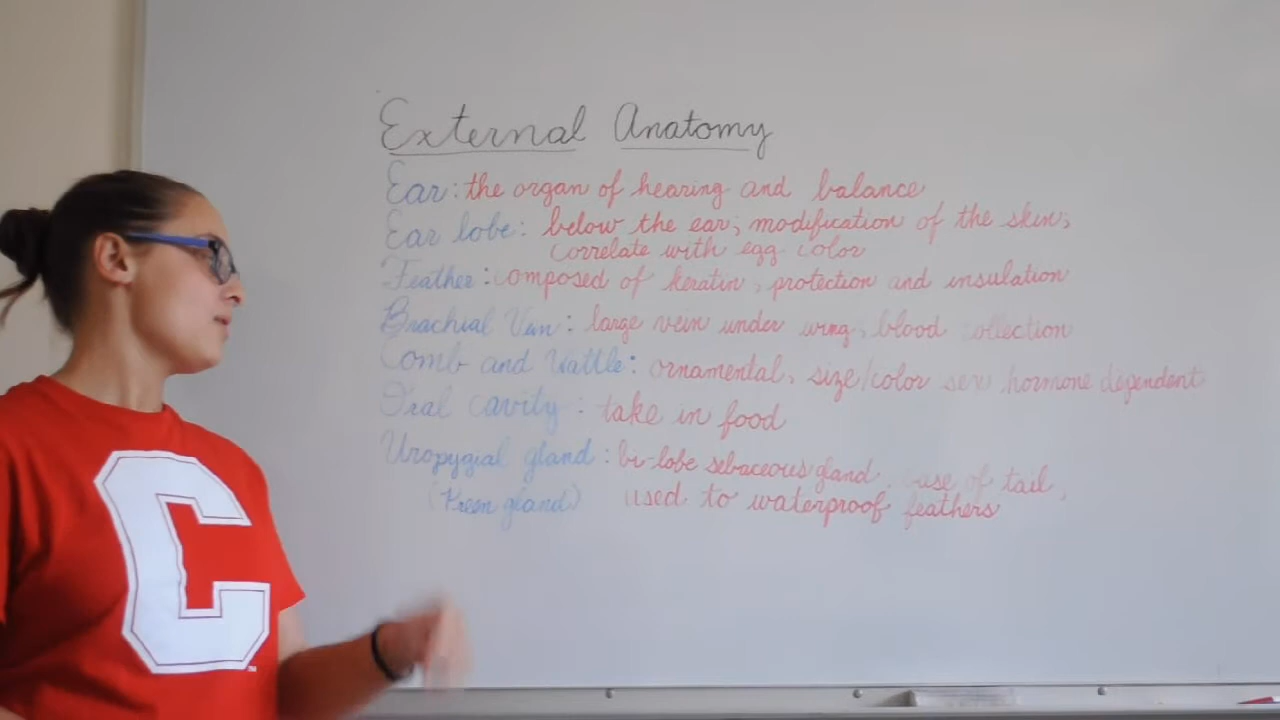 External Anatomy
Ear: the organ of hearing and balance
Ear lobe: below the ear; modification of the skin;
correlate with egg color
Feather: composed of keratin, protection and insulation
Brachial Vein: large vein under wing, blood collection
Comb and Wattle: ornamental, size/color sex hormone dependent
Oral cavity: take in food
Uropygial gland: bi-lobe sebaceous gland, of tail,
(Preen gland) used to waterproof feathers
C